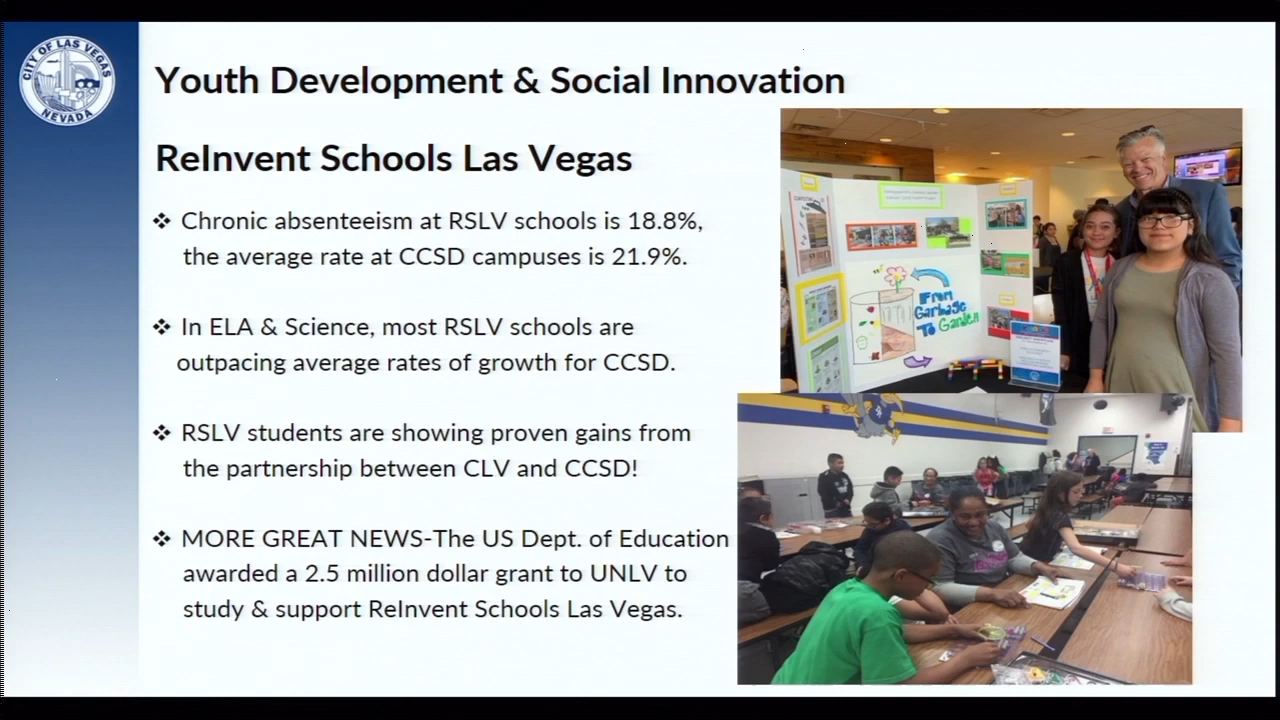 CITY OF LAS VEGAS
NEVADA
Youth Development & Social Innovation
ReInvent Schools Las Vegas
❖ Chronic absenteeism at RSLV schools is 18.8%,
the average rate at CCSD campuses is 21.9%.
❖ In ELA & Science, most RSLV schools are
outpacing average rates of growth for CCSD.
❖ RSLV students are showing proven gains from
the partnership between CLV and CCSD!
❖ MORE GREAT NEWS-The US Dept. of Education
awarded a 2.5 million dollar grant to UNLV to
study & support ReInvent Schools Las Vegas.
From
Garbage
To Garden